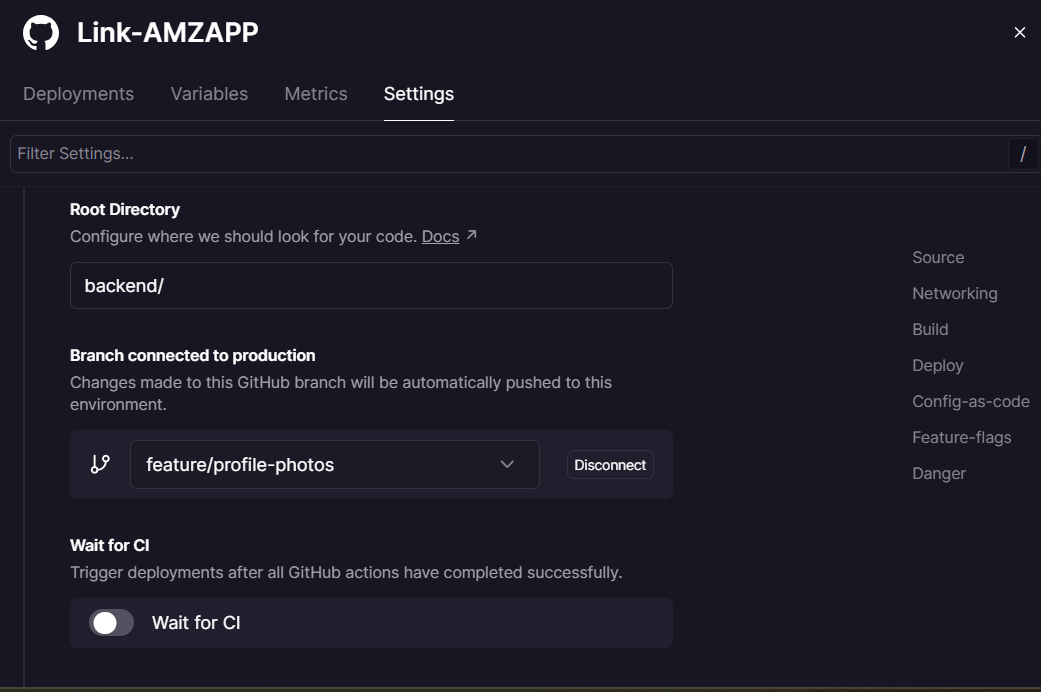 Link-AMZAPP
Deployments Variables Metrics Settings
Filter Settings... /
Root Directory
Configure where we should look for your code. Docs ↗
backend/
Branch connected to production
Changes made to this GitHub branch will be automatically pushed to this
environment.
feature/profile-photos Disconnect
Wait for CI
Trigger deployments after all GitHub actions have completed successfully.
Wait for CI
Source
Networking
Build
Deploy
Config-as-code
Feature-flags
Danger